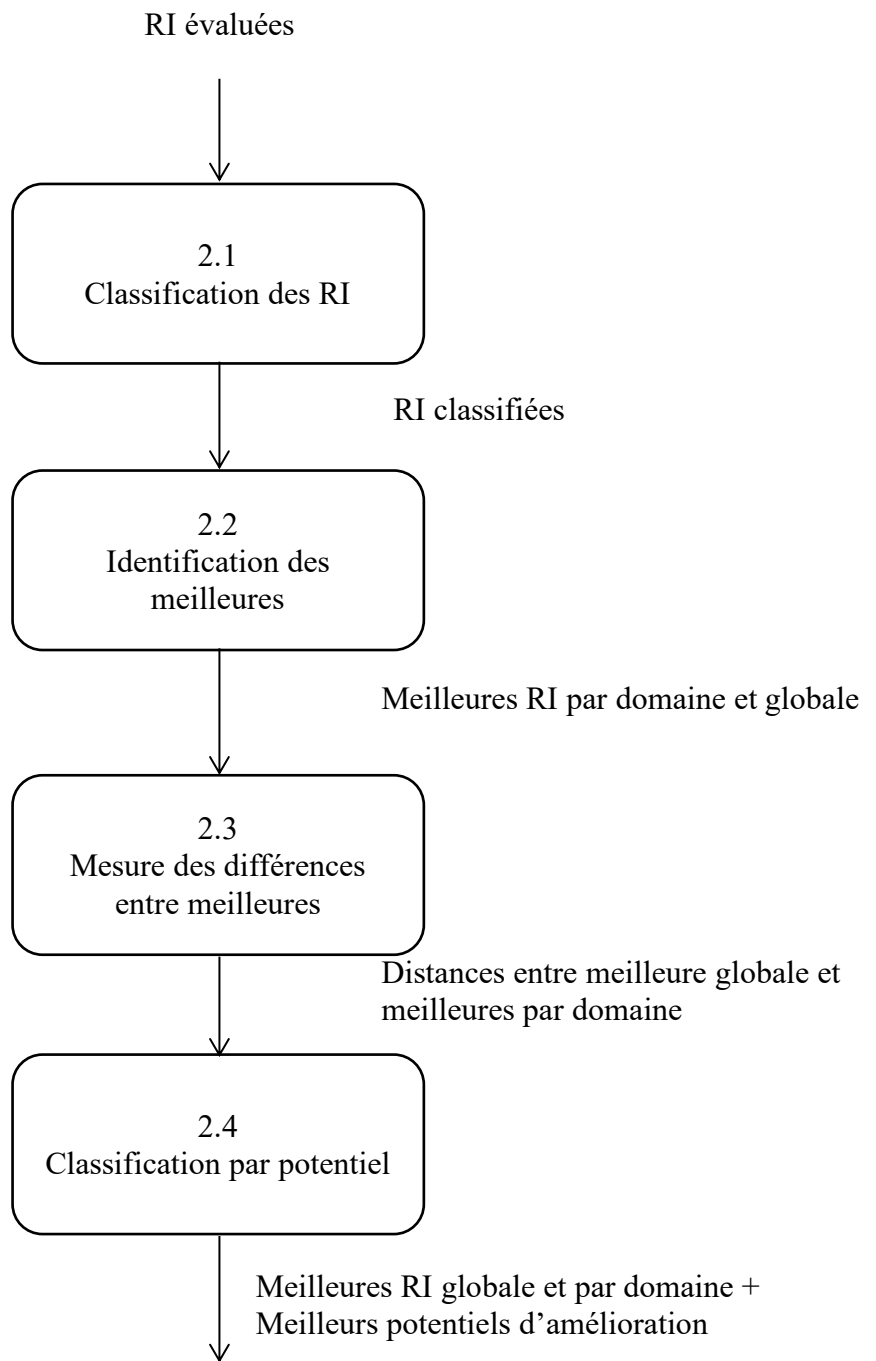 RI évaluées
2.1
Classification des RI
RI classifiées
2.2
Identification des
meilleures
Meilleures RI par domaine et globale
2.3
Mesure des différences
entre meilleures
Distances entre meilleure globale et
meilleures par domaine
2.4
Classification par potentiel
Meilleures RI globale et par domaine +
Meilleurs potentiels d’amélioration